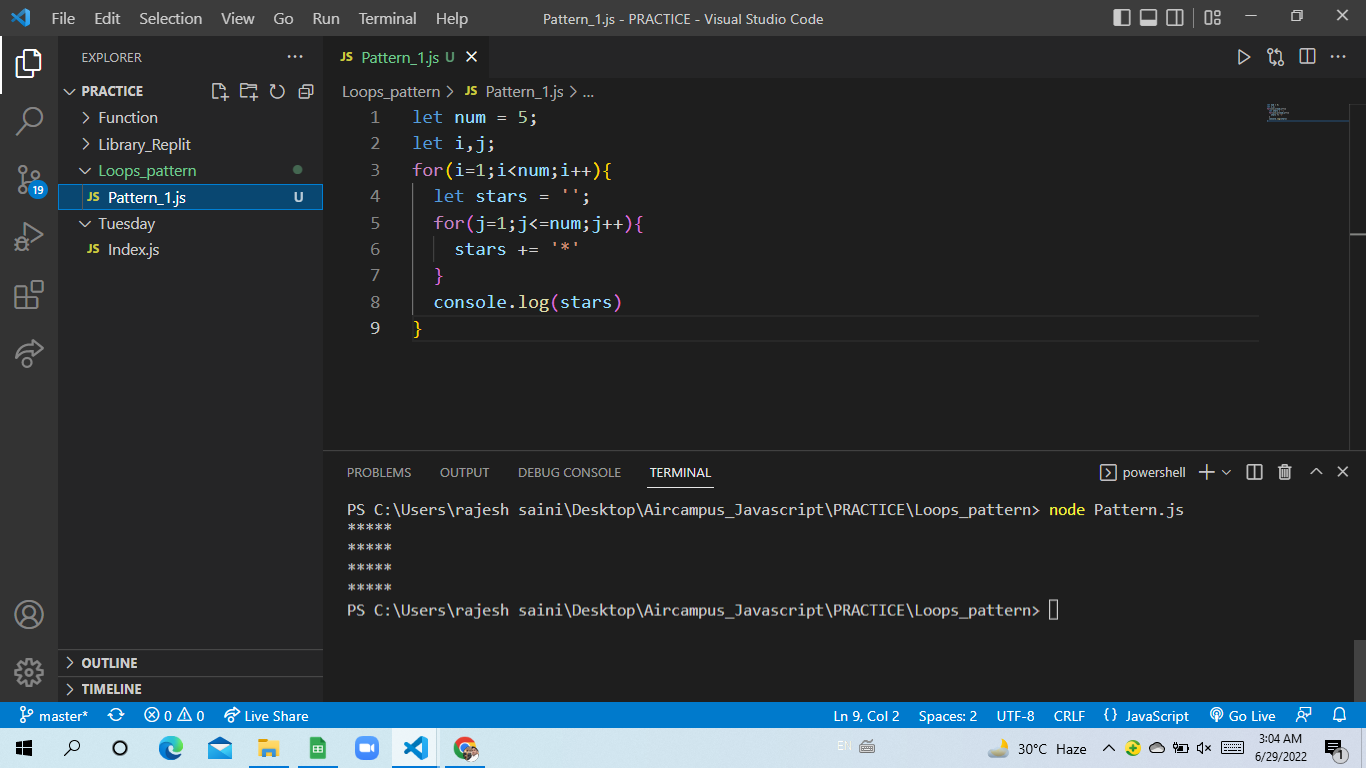 File Edit Selection View Go Run Terminal Help Pattern_1.js - PRACTICE - Visual Studio Code
EXPLORER
PRACTICE
Function
Library_Replit
Loops_pattern
JS Pattern_1.js U
Tuesday
JS Index.js
OUTLINE
TIMELINE
19
JS Pattern_1.js U
Loops_pattern > JS Pattern_1.js > ...
1 let num = 5;
2 let i,j;
3 for(i=1;i<num;i++){
4 let stars = '';
5 for(j=1;j<=num;j++){
6 stars += '*'
7 }
8 console.log(stars)
9 }
PROBLEMS OUTPUT DEBUG CONSOLE TERMINAL powershell
PS C:\Users\rajesh saini\Desktop\Aircampus_Javascript\PRACTICE\Loops_pattern> node Pattern.js
*****
*****
*****
*****
PS C:\Users\rajesh saini\Desktop\Aircampus_Javascript\PRACTICE\Loops_pattern>
master* 0 0 Live Share Ln 9, Col 2 Spaces: 2 UTF-8 CRLF {} JavaScript Go Live
EN 30°C Haze 3:04 AM
6/29/2022 1